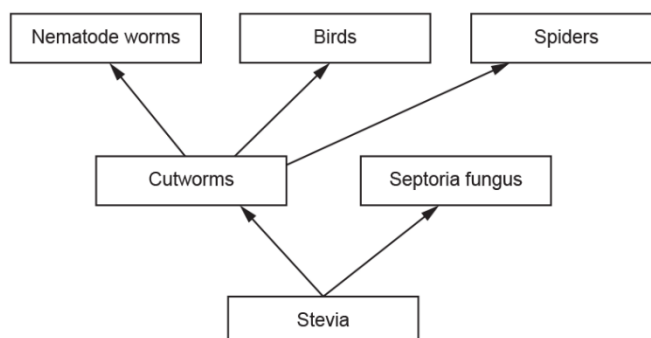 Nematode worms
Birds
Spiders
Cutworms
Septoria fungus
Stevia